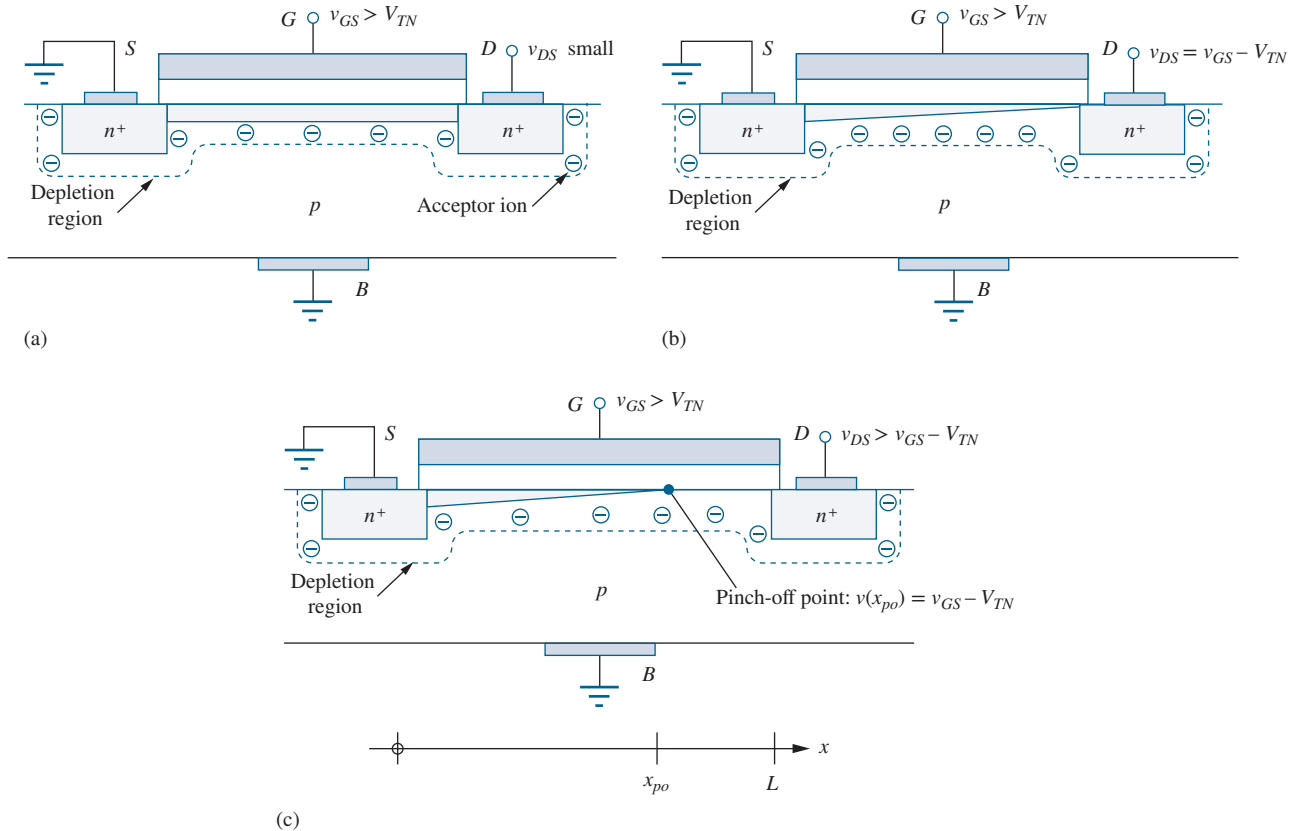 G v_GS > V_TN
S
D v_DS small
n+
n+
Depletion
region
Acceptor ion
p
B
(a)
G v_GS > V_TN
S
D v_DS = v_GS – V_TN
n+
n+
Depletion
region
p
B
(b)
G v_GS > V_TN
S
D v_DS > v_GS – V_TN
n+
n+
Depletion
region
p
Pinch-off point: v(x_po) = v_GS – V_TN
B
x
x_po
L
(c)